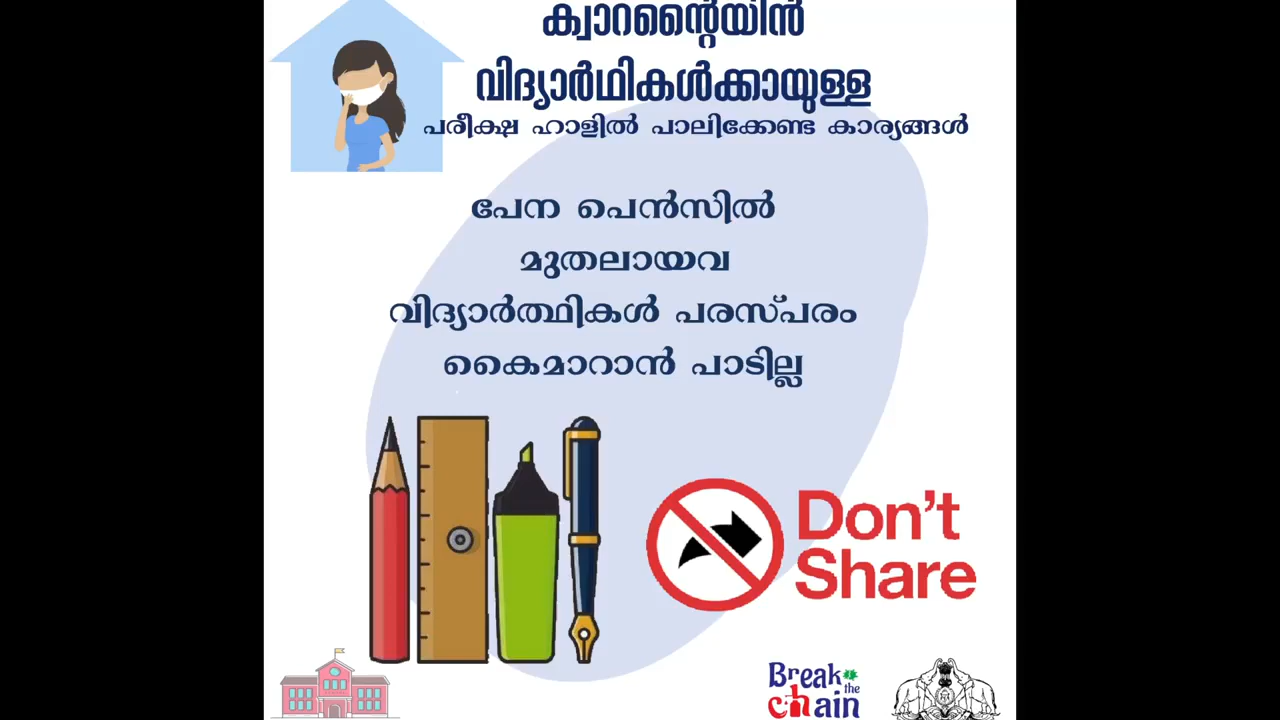 ക്വാറന്റൈയിൻ
വിദ്യാർഥികൾക്കായുള്ള
പരീക്ഷ ഹാളിൽ പാലിക്കേണ്ട കാര്യങ്ങൾ
പേന പെൻസിൽ
മുതലായവ
വിദ്യാർത്ഥികൾ പരസ്പരം
കൈമാറാൻ പാടില്ല
Don't
Share
Break
the
chain